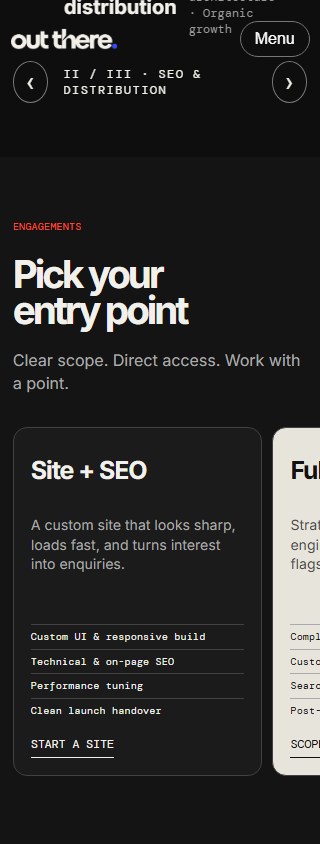 distribution
· Organic
growth
out there.
Menu
‹
II / III · SEO &
DISTRIBUTION
›
ENGAGEMENTS
Pick your
entry point
Clear scope. Direct access. Work with
a point.
Site + SEO
A custom site that looks sharp,
loads fast, and turns interest
into enquiries.
Custom UI & responsive build
Technical & on-page SEO
Performance tuning
Clean launch handover
START A SITE